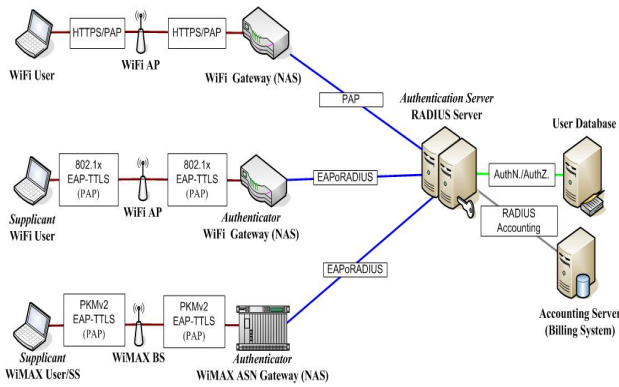 HTTPS/PAP
HTTPS/PAP
WiFi User
WiFi AP
WiFi Gateway (NAS)
PAP
Authentication Server
RADIUS Server
User Database
802.1x
EAP-TTLS
(PAP)
802.1x
EAP-TTLS
(PAP)
EAPoRADIUS
AuthN./AuthZ.
Supplicant
WiFi User
WiFi AP
Authenticator
WiFi Gateway (NAS)
RADIUS
Accounting
EAPoRADIUS
Accounting Server
(Billing System)
PKMv2
EAP-TTLS
(PAP)
PKMv2
EAP-TTLS
(PAP)
Supplicant
WiMAX User/SS
WiMAX BS
Authenticator
WiMAX ASN Gateway (NAS)